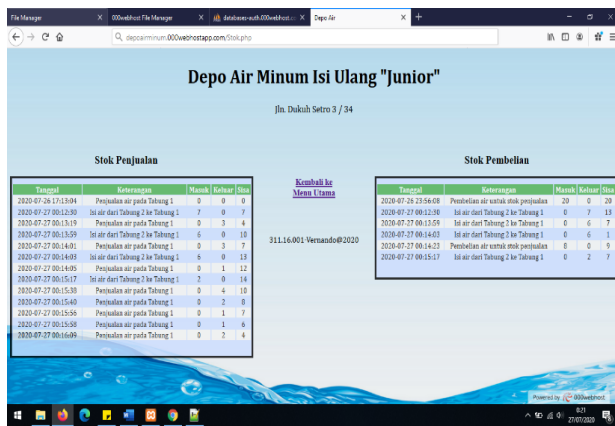 File Manager
000webhost File Manager
databases-auth.000webhost.co
Depo Air
depoairminum.000webhostapp.com/Stok.php
Depo Air Minum Isi Ulang "Junior"
Jln. Dukuh Setro 3 / 34
Stok Penjualan
Tanggal Keterangan Masuk Keluar Sisa
2020-07-26 17:13:04 Penjualan air pada Tabung 1 0 0 0
2020-07-27 00:12:30 Isi air dari Tabung 2 ke Tabung 1 7 0 7
2020-07-27 00:13:19 Penjualan air pada Tabung 1 0 3 4
2020-07-27 00:13:59 Isi air dari Tabung 2 ke Tabung 1 6 0 10
2020-07-27 00:14:01 Penjualan air pada Tabung 1 0 3 7
2020-07-27 00:14:03 Isi air dari Tabung 2 ke Tabung 1 6 0 13
2020-07-27 00:14:05 Penjualan air pada Tabung 1 0 1 12
2020-07-27 00:15:17 Isi air dari Tabung 2 ke Tabung 1 2 0 14
2020-07-27 00:15:38 Penjualan air pada Tabung 1 0 4 10
2020-07-27 00:15:40 Penjualan air pada Tabung 1 0 2 8
2020-07-27 00:15:56 Penjualan air pada Tabung 1 0 1 7
2020-07-27 00:15:58 Penjualan air pada Tabung 1 0 1 6
2020-07-27 00:16:09 Penjualan air pada Tabung 1 0 2 4
Kembali ke
Menu Utama
311.16.001-Vernando@2020
Stok Pembelian
Tanggal Keterangan Masuk Keluar Sisa
2020-07-26 23:56:08 Pembelian air untuk stok penjualan 20 0 20
2020-07-27 00:12:30 Isi air dari Tabung 2 ke Tabung 1 0 7 13
2020-07-27 00:12:59 Isi air dari Tabung 2 ke Tabung 1 0 6 7
2020-07-27 00:14:03 Isi air dari Tabung 2 ke Tabung 1 0 6 1
2020-07-27 00:14:23 Pembelian air untuk stok penjualan 8 0 9
2020-07-27 00:15:17 Isi air dari Tabung 2 ke Tabung 1 0 2 7
Powered by 000webhost
0:21
27/07/2020